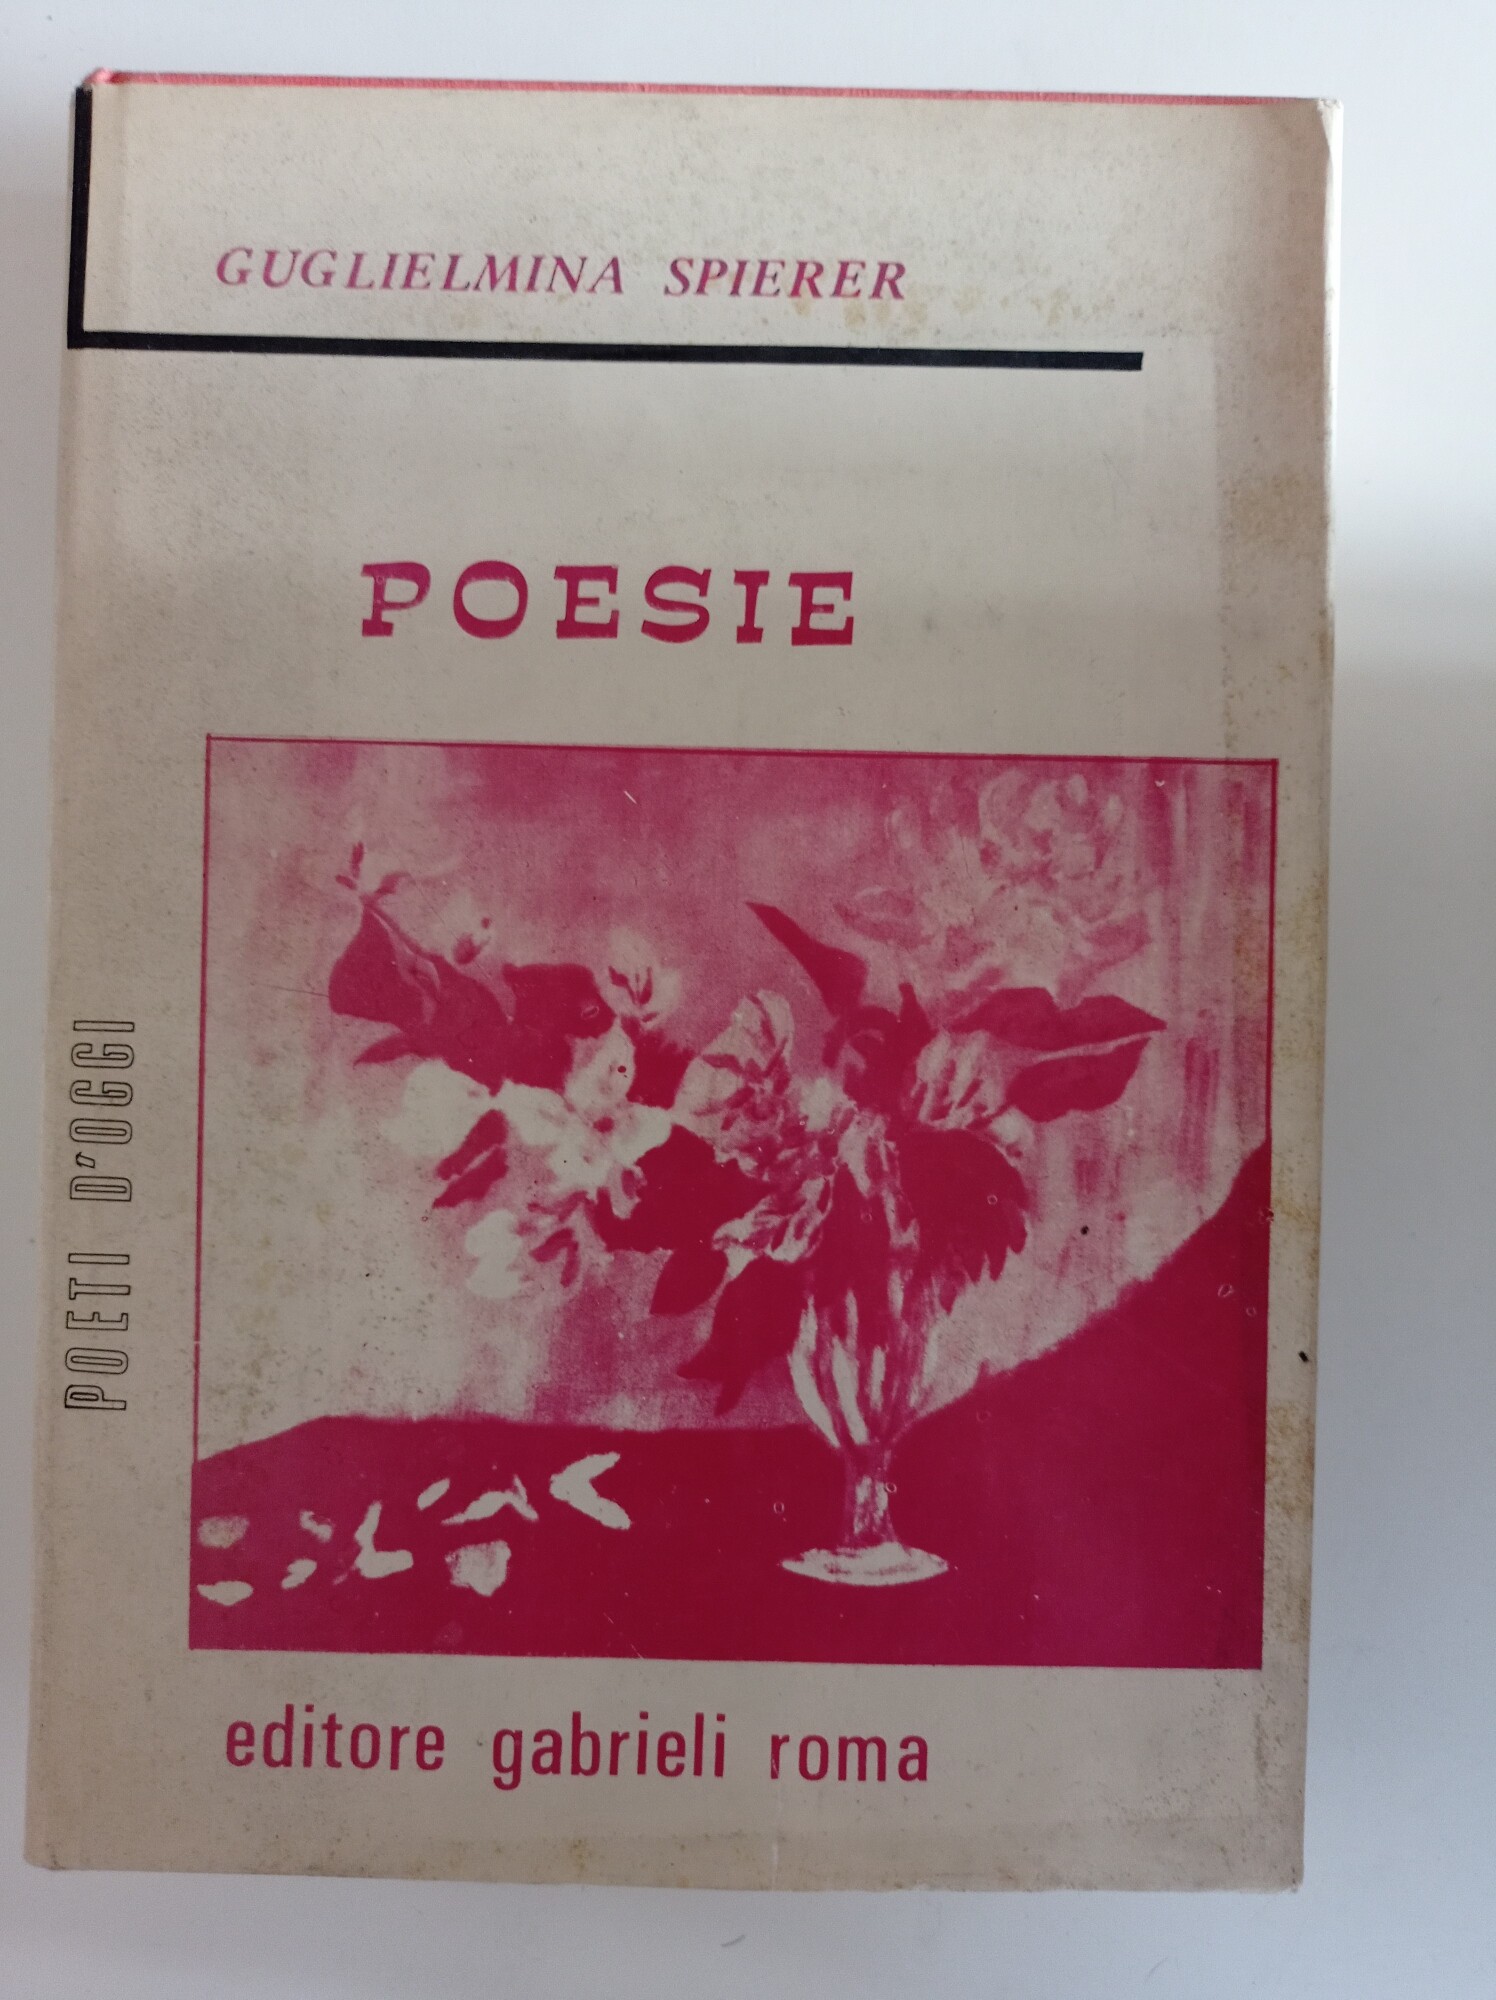 GUGLIELMINA SPIERER
POESIE
POETI D'OGGI
editore gabrieli roma